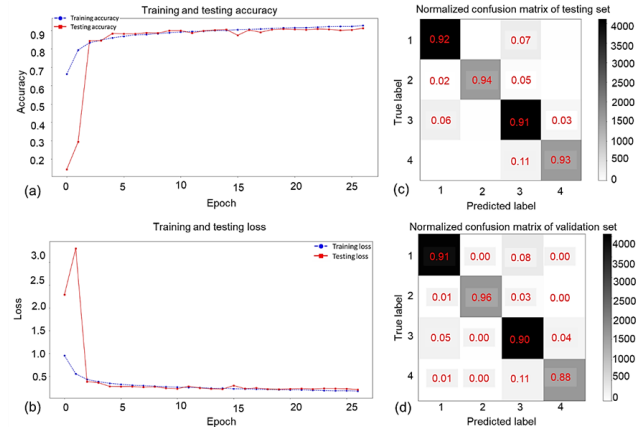 Training and testing accuracy
Training accuracy
Testing accuracy
0.9
0.8
0.7
0.6
0.5
0.4
0.3
0.2
Accuracy
0 5 10 15 20 25
Epoch
(a)
Normalized confusion matrix of testing set
1 0.92 0.07
2 0.02 0.94 0.05
3 0.06 0.91 0.03
4 0.11 0.93
True label
1 2 3 4
Predicted label
4000
3500
3000
2500
2000
1500
1000
500
0
(c)
Training and testing loss
Training loss
Testing loss
3.0
2.5
2.0
1.5
1.0
0.5
Loss
0 5 10 15 20 25
Epoch
(b)
Normalized confusion matrix of validation set
1 0.91 0.00 0.08 0.00
2 0.01 0.96 0.03 0.00
3 0.05 0.00 0.90 0.04
4 0.01 0.00 0.11 0.88
True label
1 2 3 4
Predicted label
4000
3500
3000
2500
2000
1500
1000
500
0
(d)